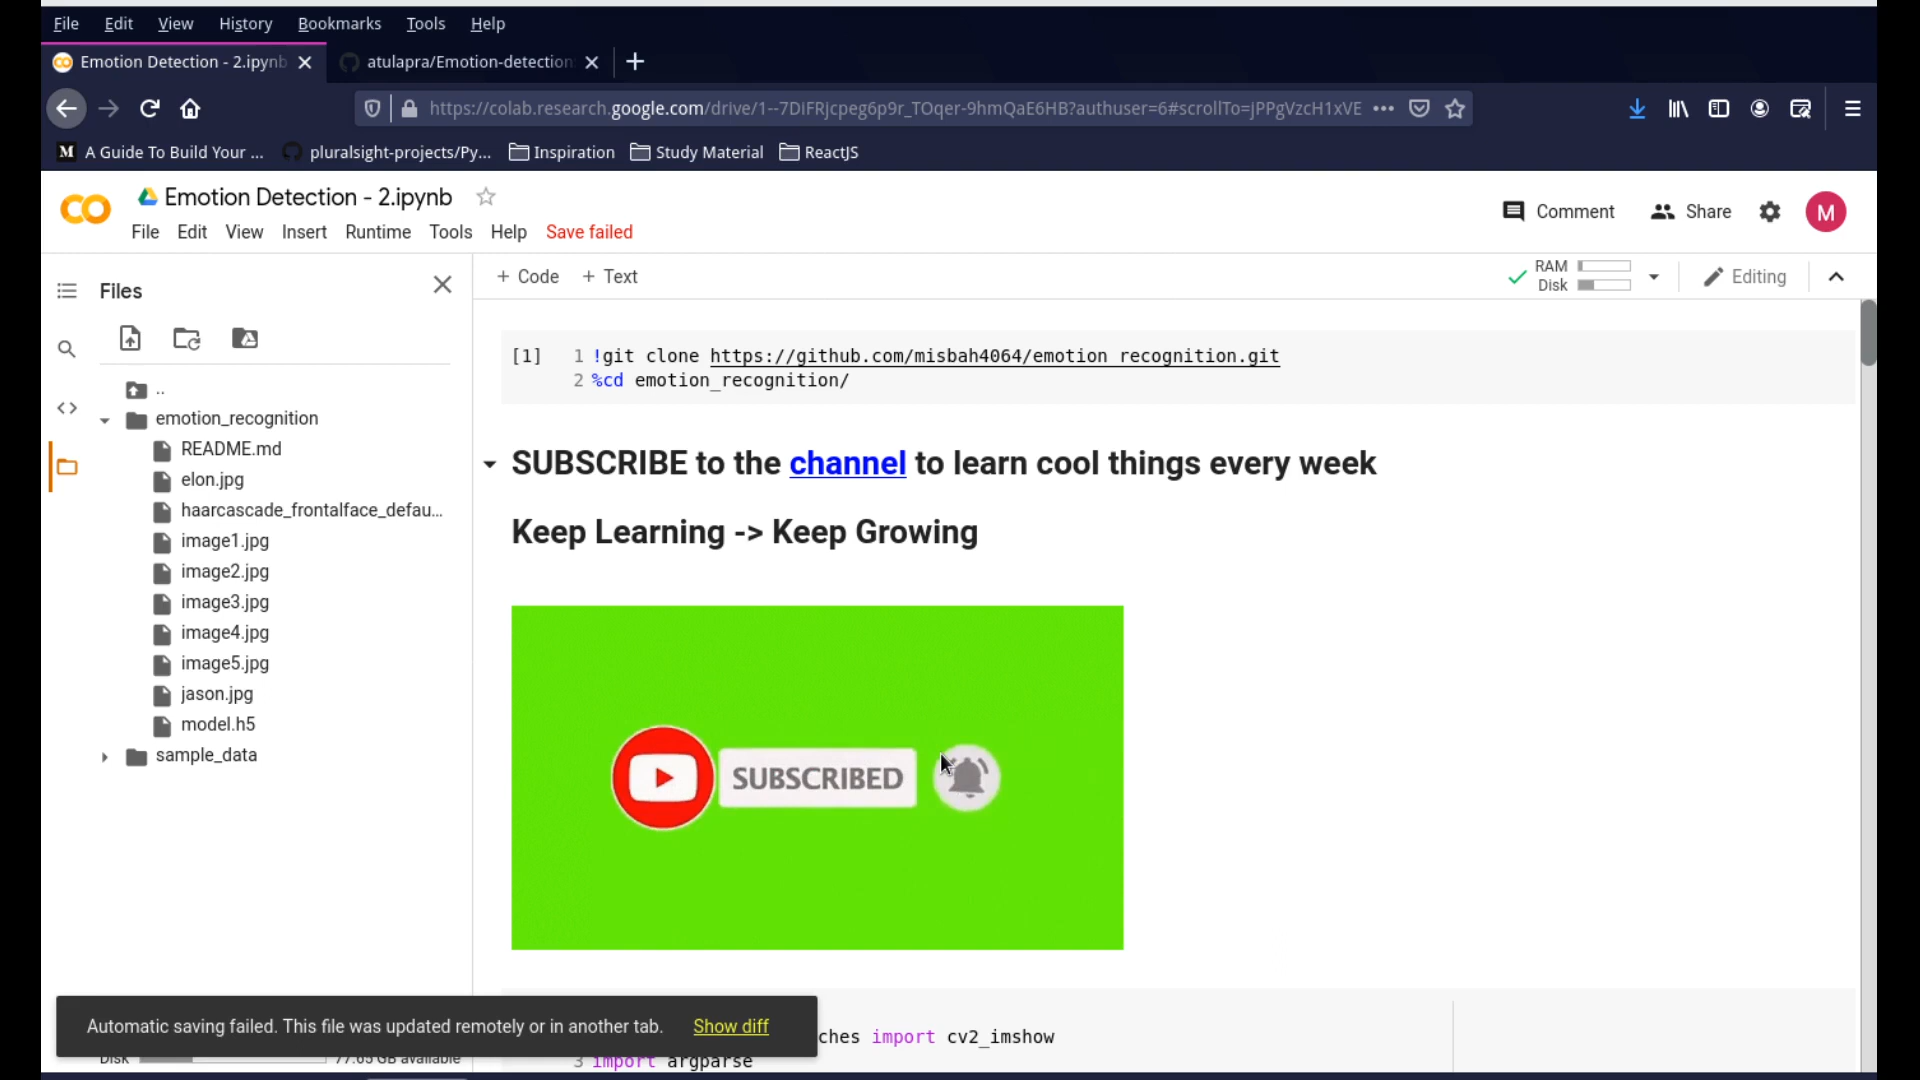 File Edit View History Bookmarks Tools Help
Emotion Detection - 2.ipynb
atulapra/Emotion-detection:
https://colab.research.google.com/drive/1--7DiFRjcpeg6p9r_TOqer-9hmQaE6HB?authuser=6#scrollTo=jPPgVzcH1xVE
M A Guide To Build Your ... pluralsight-projects/Py... Inspiration Study Material ReactJS
Emotion Detection - 2.ipynb
Comment Share M
File Edit View Insert Runtime Tools Help Save failed
Files
+ Code + Text
RAM
Disk
Editing
..
emotion_recognition
README.md
elon.jpg
haarcascade_frontalface_defau...
image1.jpg
image2.jpg
image3.jpg
image4.jpg
image5.jpg
jason.jpg
model.h5
sample_data
Disk 77.65 GB available
[1] 1 !git clone https://github.com/misbah4064/emotion_recognition.git
2 %cd emotion_recognition/
SUBSCRIBE to the channel to learn cool things every week
Keep Learning -> Keep Growing
SUBSCRIBED
ches import cv2_imshow
3 import argparse
Automatic saving failed. This file was updated remotely or in another tab. Show diff